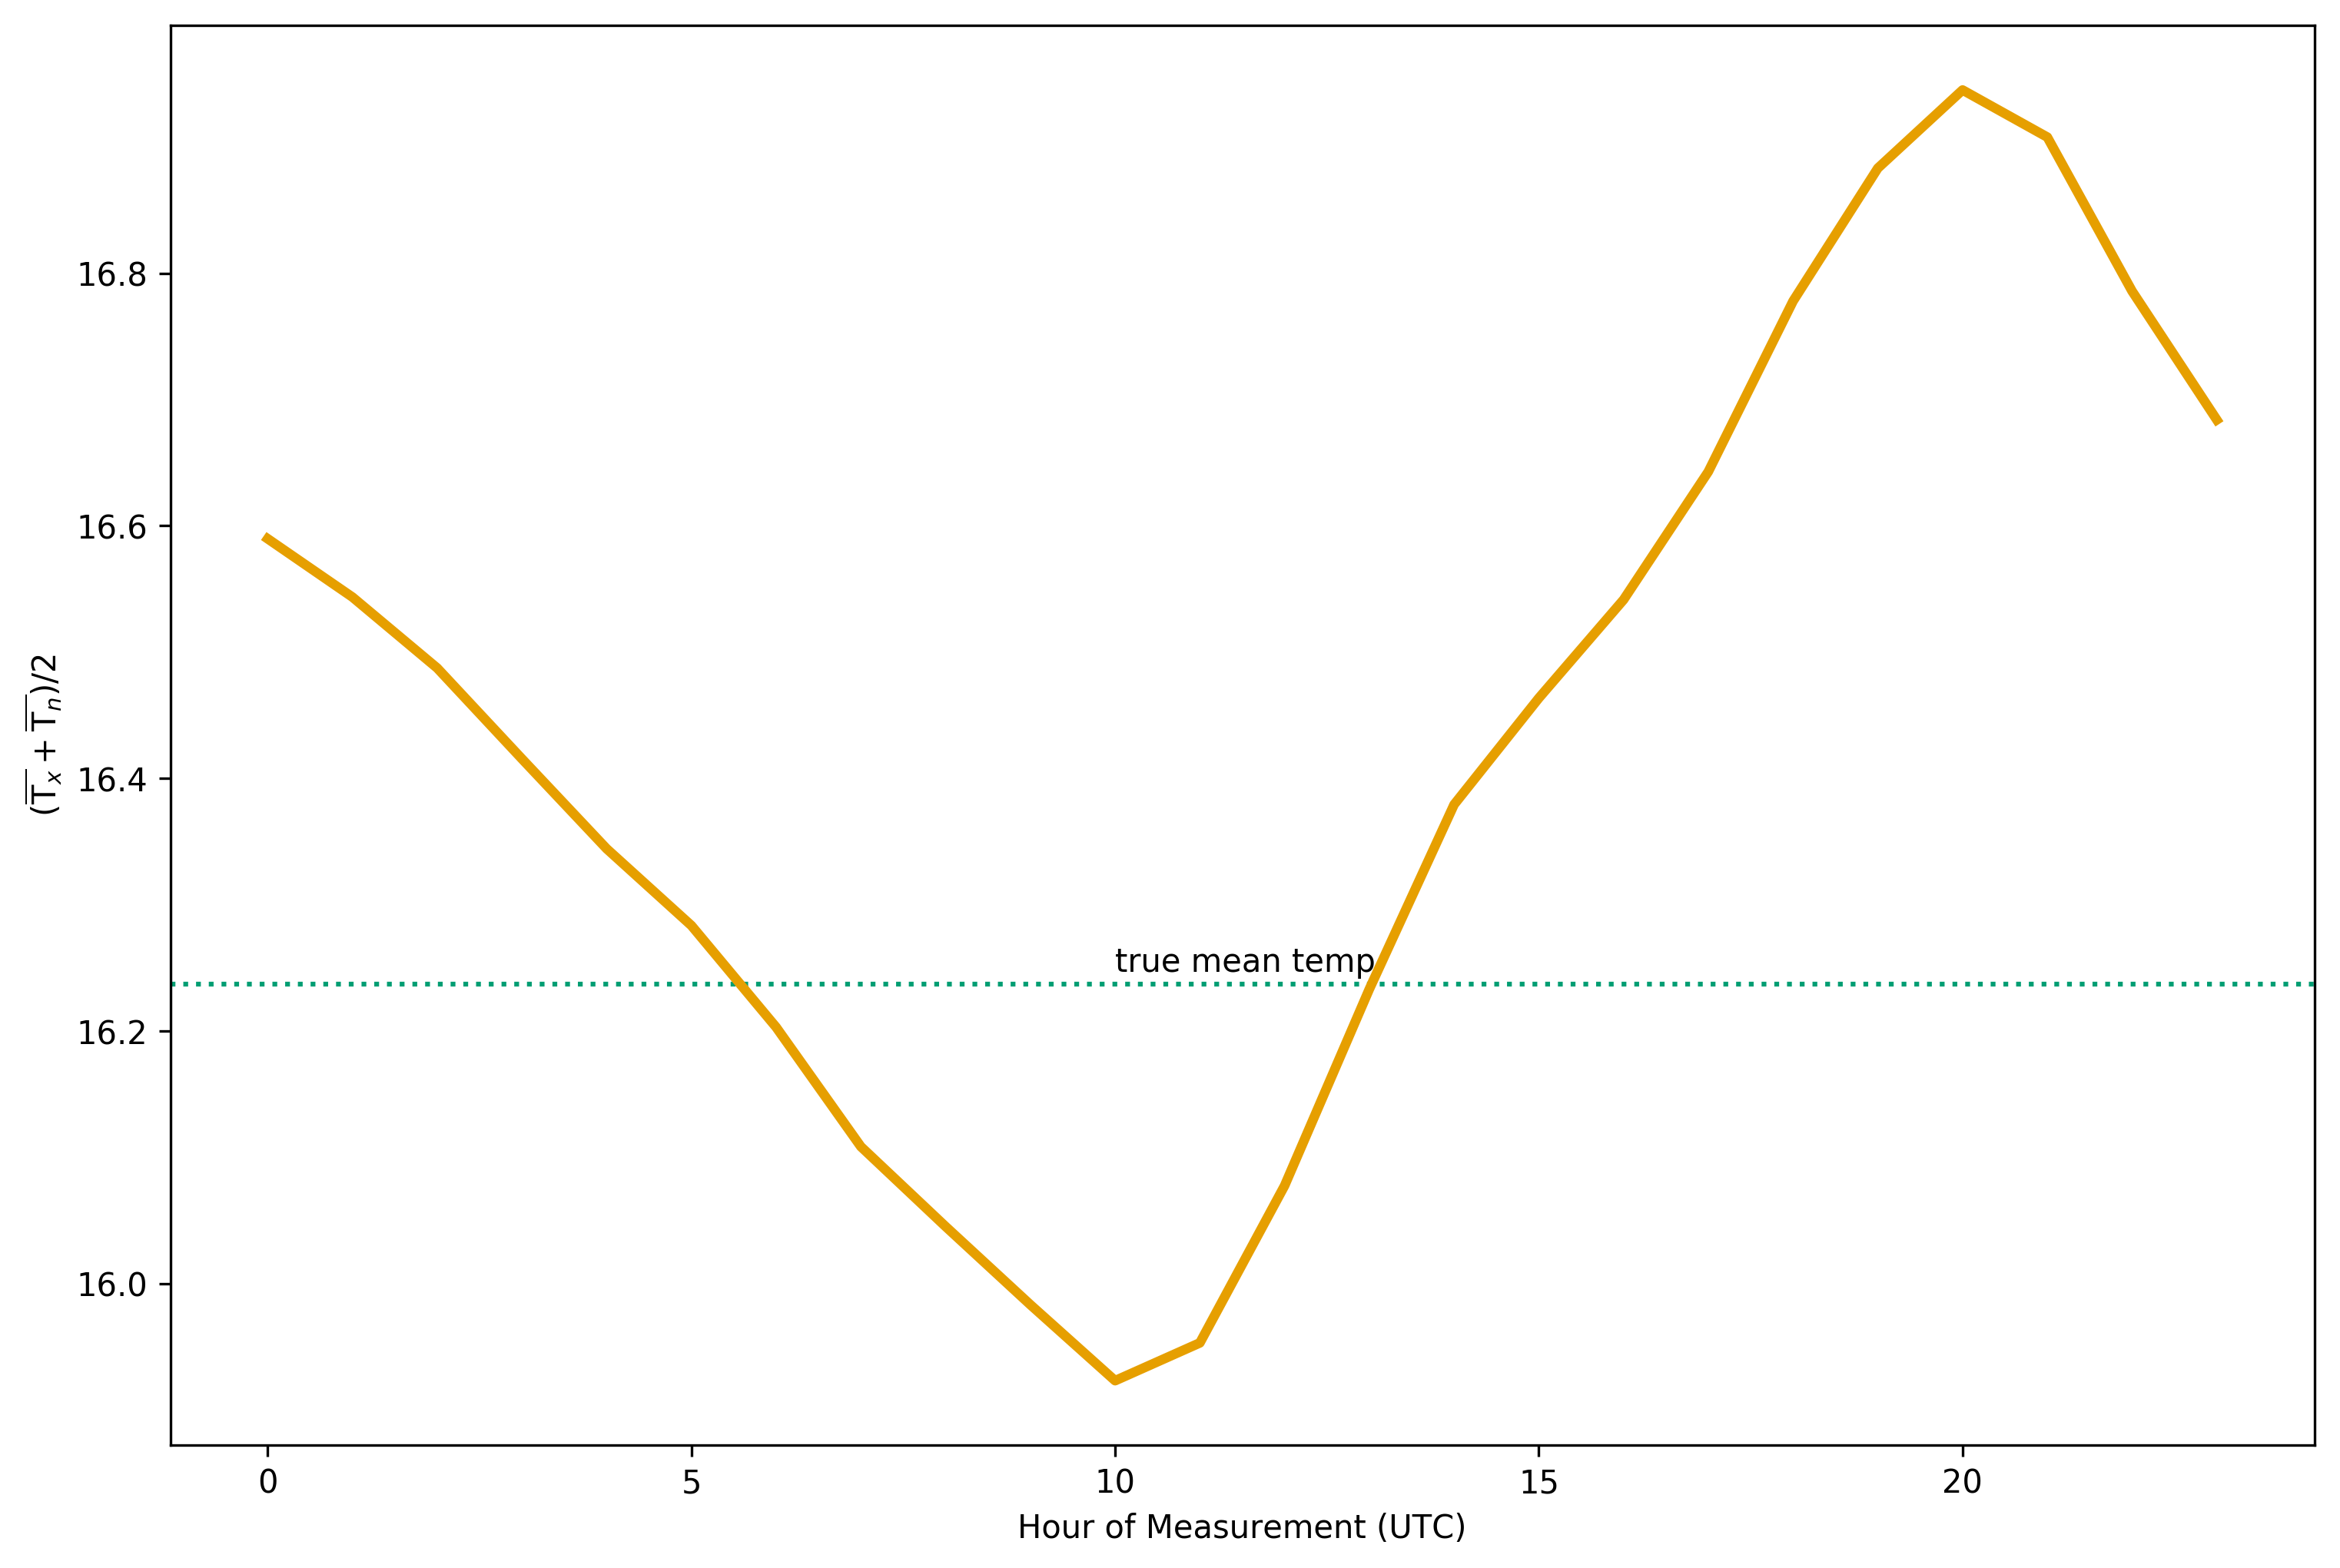 (T̅ₓ + T̅ₙ)/2
16.8
16.6
16.4
16.2
16.0
true mean temp
0 5 10 15 20
Hour of Measurement (UTC)